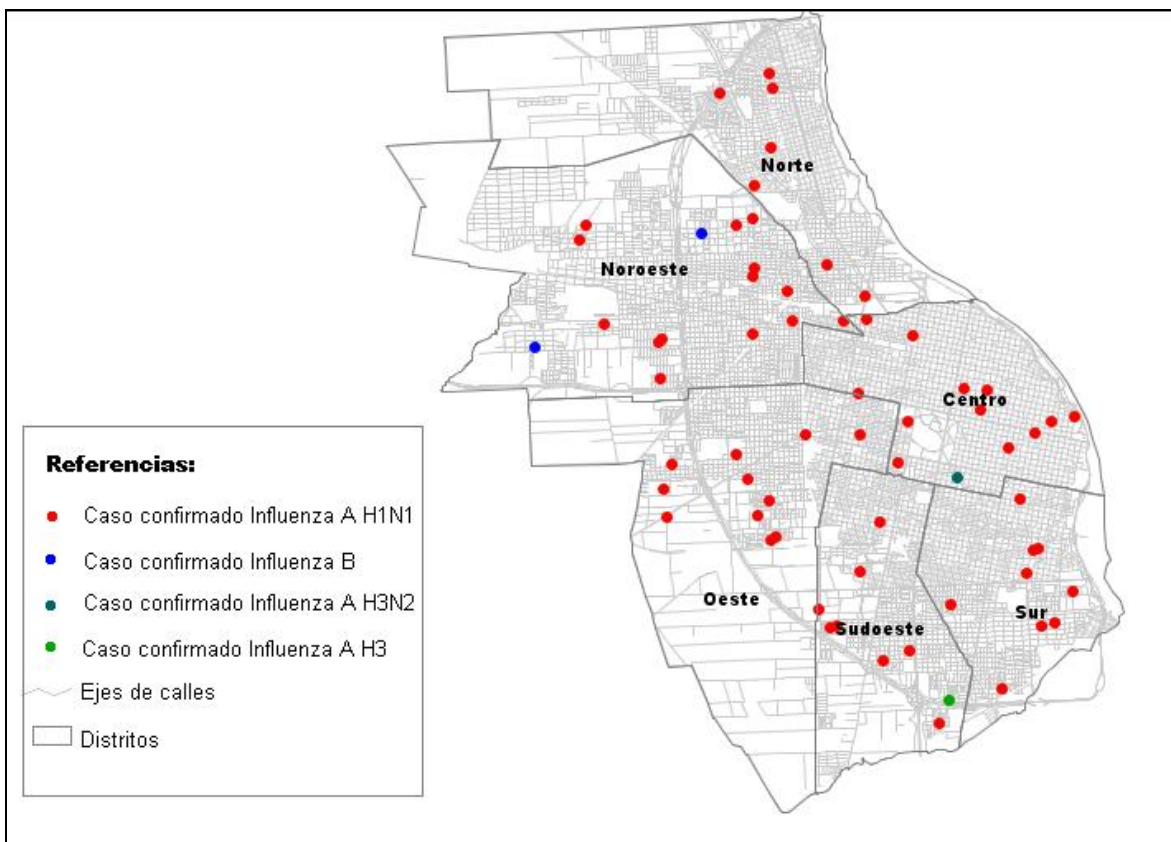 Norte
Noroeste
Centro
Referencias:
Caso confirmado Influenza A H1N1
Caso confirmado Influenza B
Caso confirmado Influenza A H3N2
Caso confirmado Influenza A H3
Ejes de calles
Distritos
Oeste
Sudoeste
Sur